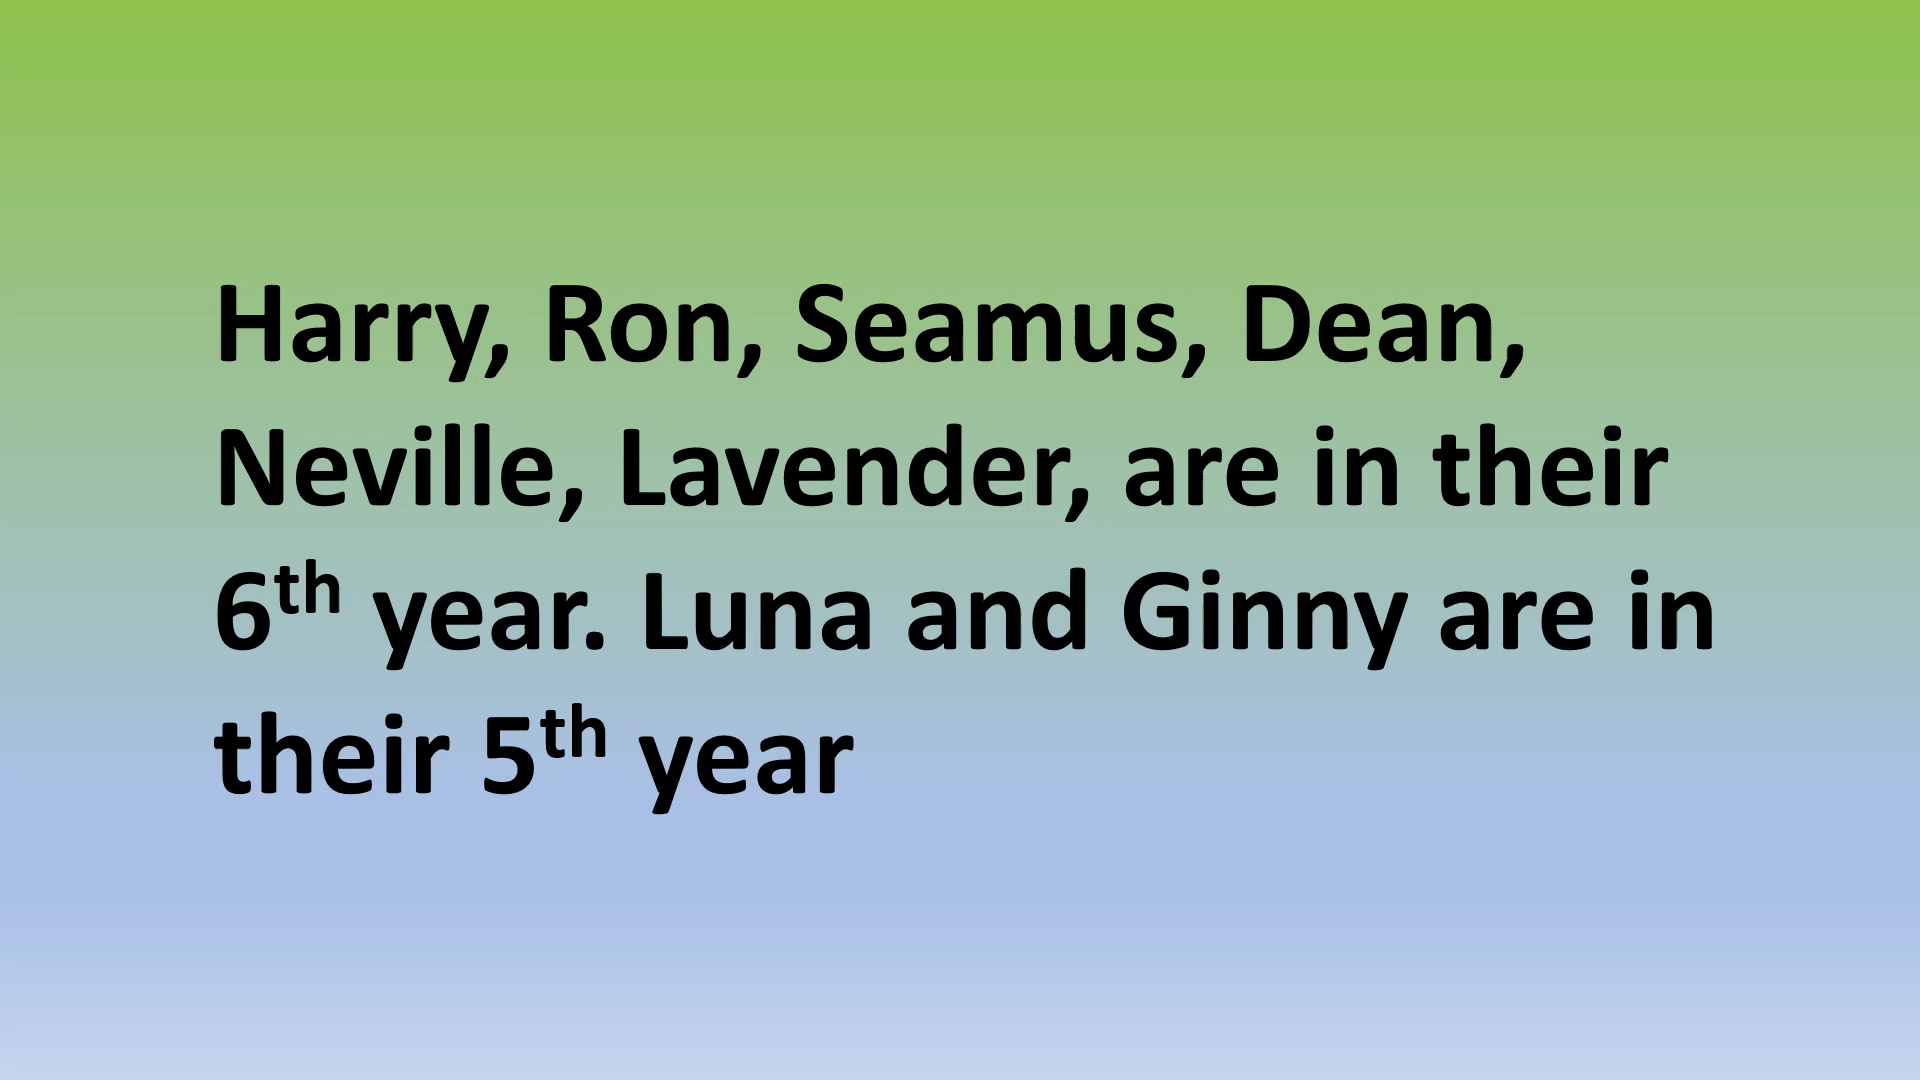 Harry, Ron, Seamus, Dean,
Neville, Lavender, are in their
6th year. Luna and Ginny are in
their 5th year